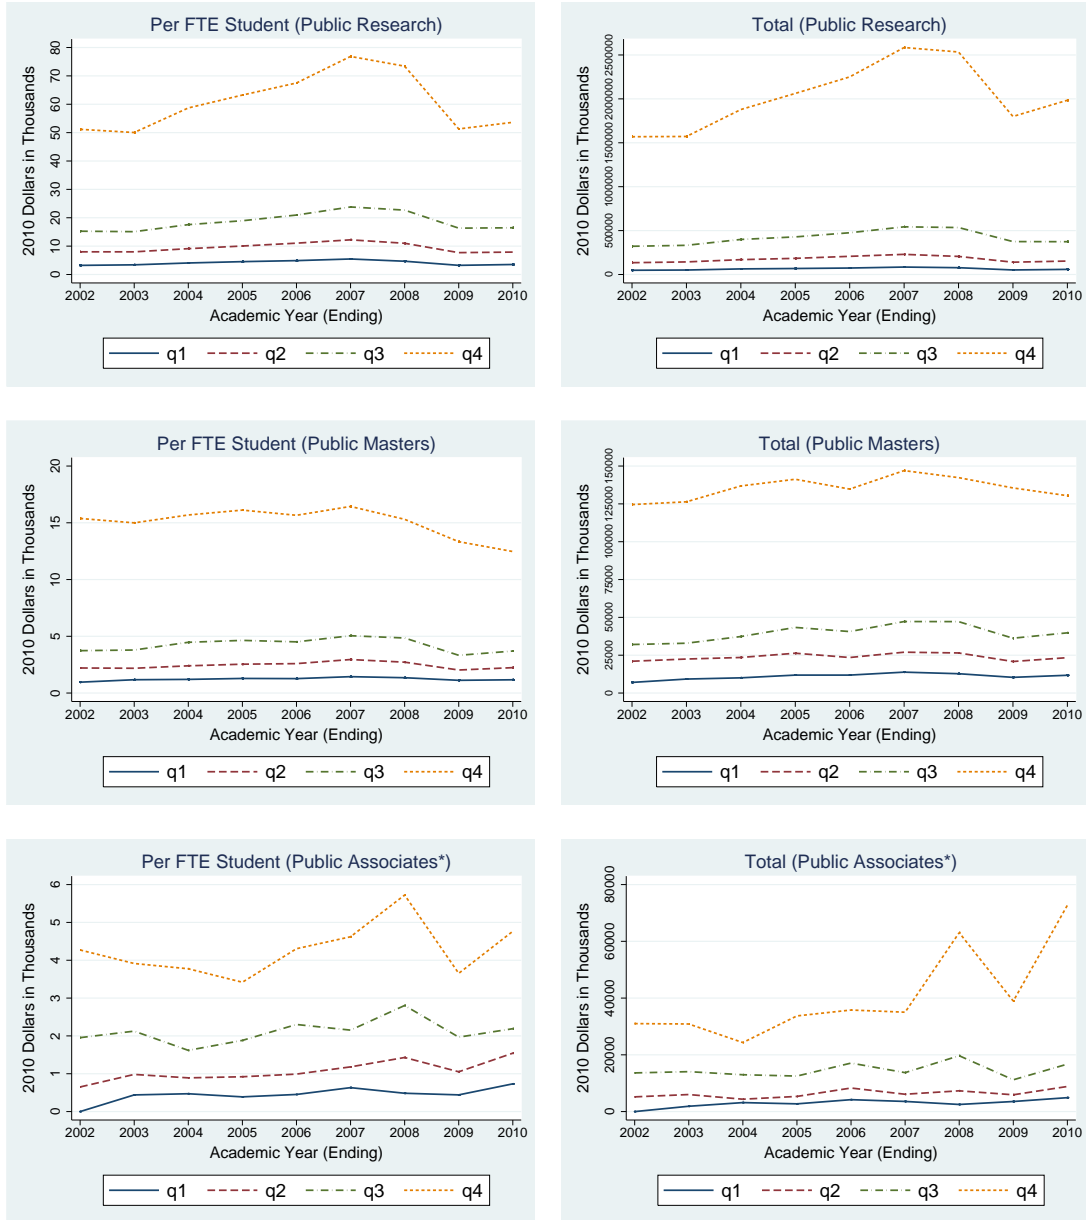 Per FTE Student (Public Research)
2010 Dollars in Thousands
80
70
60
50
40
30
20
10
0
2002 2003 2004 2005 2006 2007 2008 2009 2010
Academic Year (Ending)
q1 q2 q3 q4
Total (Public Research)
2010 Dollars in Thousands
2500000
2000000
1500000
1000000
500000
0
2002 2003 2004 2005 2006 2007 2008 2009 2010
Academic Year (Ending)
q1 q2 q3 q4
Per FTE Student (Public Masters)
2010 Dollars in Thousands
20
15
10
5
0
2002 2003 2004 2005 2006 2007 2008 2009 2010
Academic Year (Ending)
q1 q2 q3 q4
Total (Public Masters)
2010 Dollars in Thousands
150000
125000
100000
75000
50000
25000
0
2002 2003 2004 2005 2006 2007 2008 2009 2010
Academic Year (Ending)
q1 q2 q3 q4
Per FTE Student (Public Associates*)
2010 Dollars in Thousands
6
5
4
3
2
1
0
2002 2003 2004 2005 2006 2007 2008 2009 2010
Academic Year (Ending)
q1 q2 q3 q4
Total (Public Associates*)
2010 Dollars in Thousands
80000
60000
40000
20000
0
2002 2003 2004 2005 2006 2007 2008 2009 2010
Academic Year (Ending)
q1 q2 q3 q4